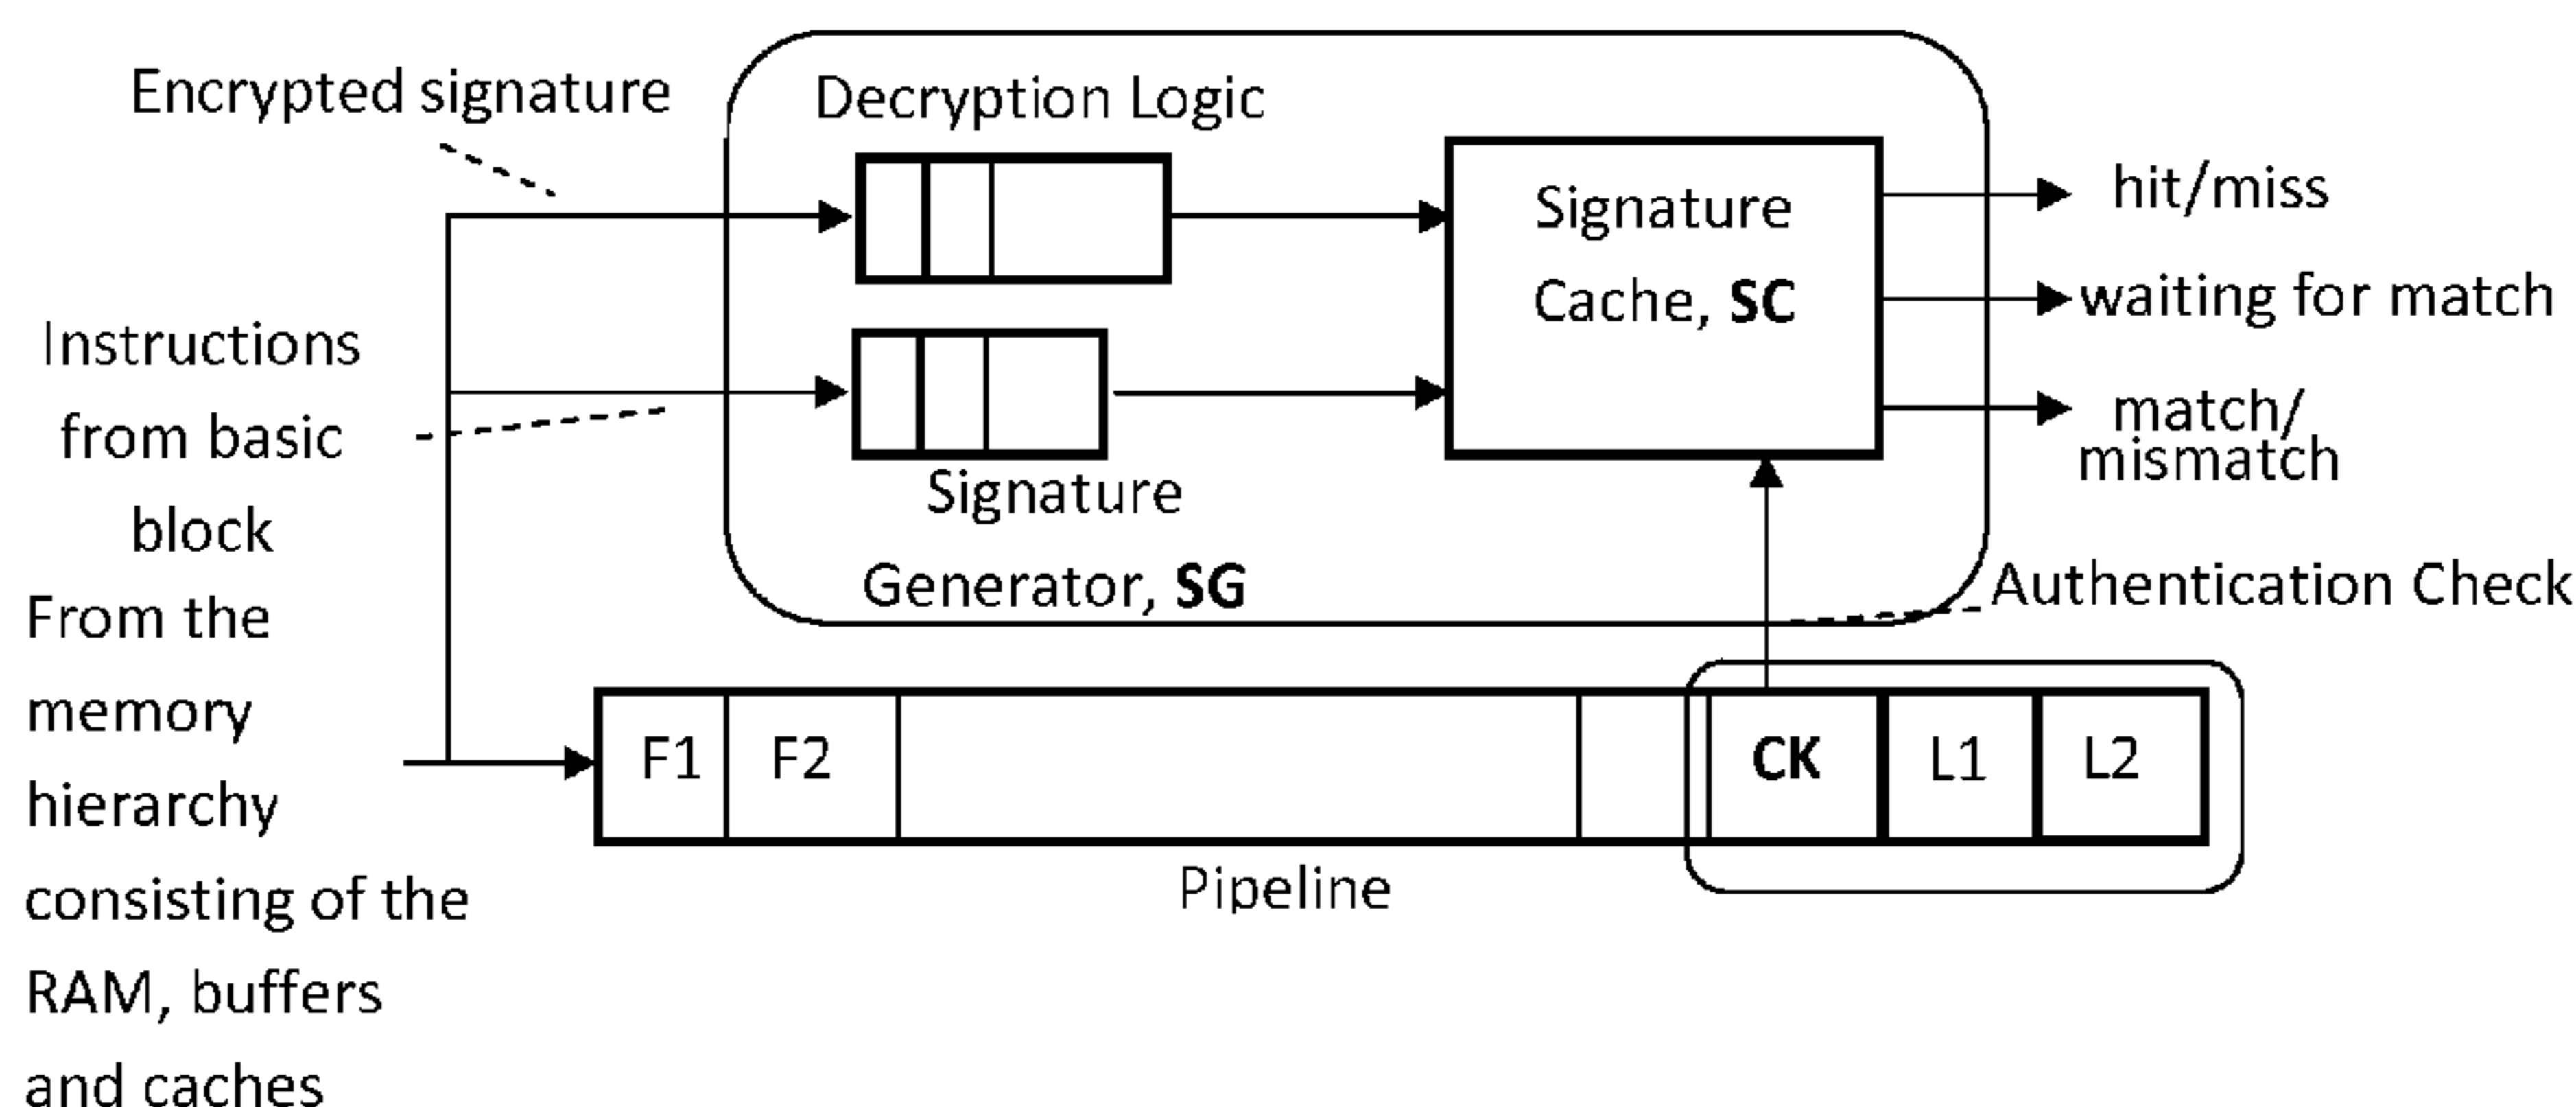 Encrypted signature
Decryption Logic
Signature
Cache, SC
hit/miss
waiting for match
match/
mismatch
Instructions
from basic
block
Signature
Generator, SG
Authentication Check
From the
memory
hierarchy
consisting of the
RAM, buffers
and caches
F1
F2
CK
L1
L2
Pipeline